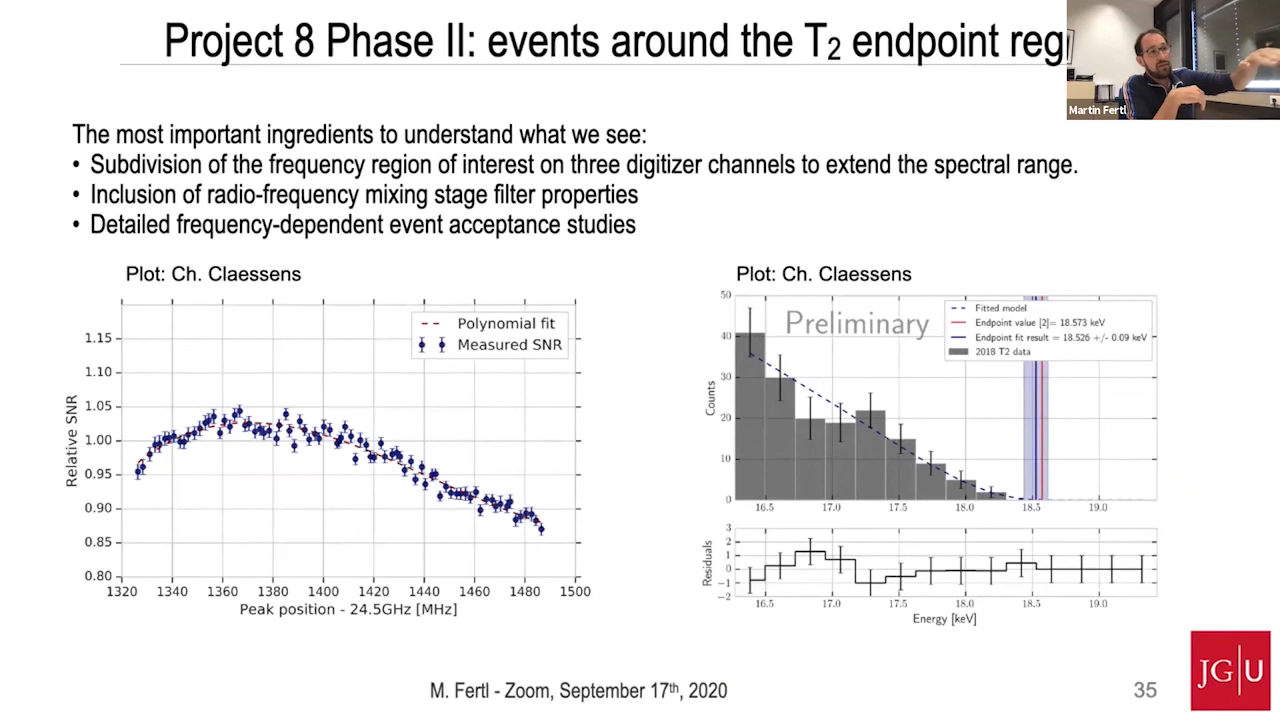 Project 8 Phase II: events around the T2 endpoint reg
Martin Fertl
The most important ingredients to understand what we see:
• Subdivision of the frequency region of interest on three digitizer channels to extend the spectral range.
• Inclusion of radio-frequency mixing stage filter properties
• Detailed frequency-dependent event acceptance studies
Plot: Ch. Claessens
Relative SNR
1.15
1.10
1.05
1.00
0.95
0.90
0.85
0.80
Polynomial fit
Measured SNR
1320 1340 1360 1380 1400 1420 1440 1460 1480 1500
Peak position - 24.5GHz [MHz]
Plot: Ch. Claessens
Counts
50
40
30
20
10
0
Preliminary
Fitted model
Endpoint value [2]= 18.573 keV
Endpoint fit result = 18.526 +/- 0.09 keV
2018 T2 data
16.5 17.0 17.5 18.0 18.5 19.0
Residuals
3
2
1
0
−1
−2
16.5 17.0 17.5 18.0 18.5 19.0
Energy [keV]
M. Fertl - Zoom, September 17th, 2020
35
JG|U